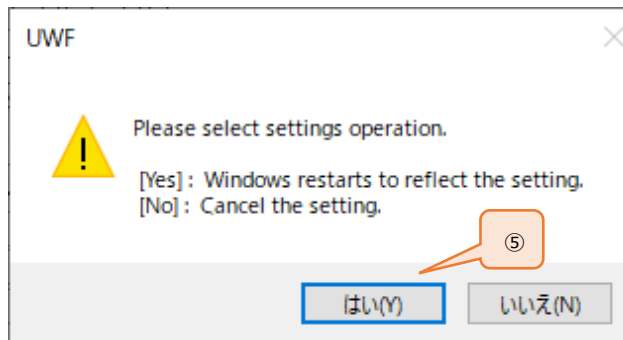 UWF
Please select settings operation.
[Yes] : Windows restarts to reflect the setting.
[No] : Cancel the setting.
⑤
はい(Y)
いいえ(N)